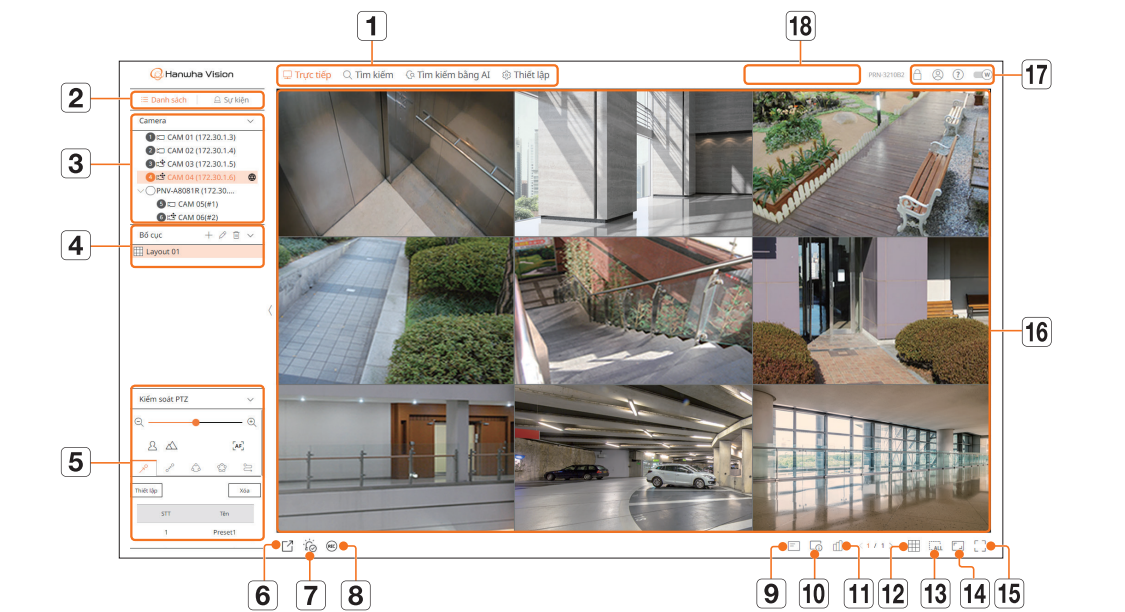 1
18
Hanwha Vision
Trực tiếp
Tìm kiếm
Tìm kiếm bằng AI
Thiết lập
PRN-3210B2
W
17
2
Danh sách
Sự kiện
Camera
3
1 CAM 01 (172.30.1.3)
2 CAM 02 (172.30.1.4)
3 CAM 03 (172.30.1.5)
4 CAM 04 (172.30.1.6)
PNV-A8081R (172.30....
5 CAM 05(#1)
6 CAM 06(#2)
4
Bố cục
Layout 01
16
Kiểm soát PTZ
AF
5
Thiết lập
Xóa
STT
Tên
1
Preset1
REC
1 / 1
ALL
6
7
8
9
10
11
12
13
14
15